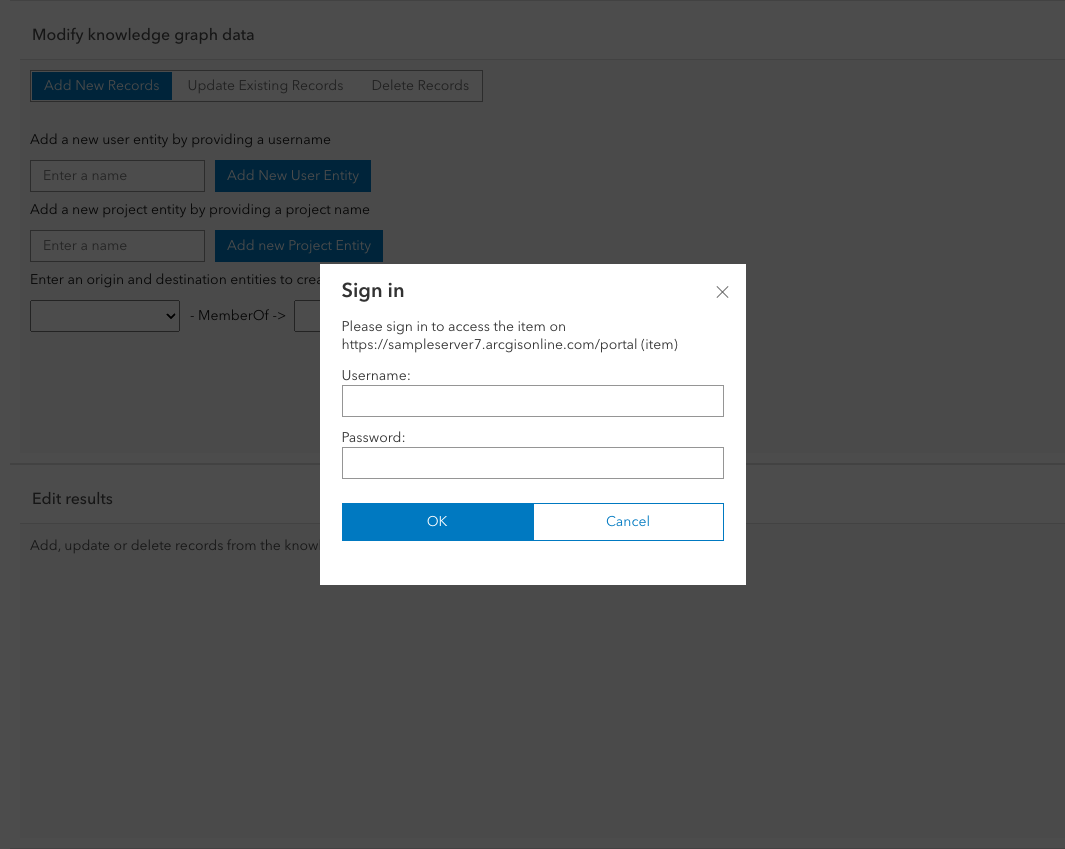 Modify knowledge graph data
Add New Records Update Existing Records Delete Records
Add a new user entity by providing a username
Enter a name Add New User Entity
Add a new project entity by providing a project name
Enter a name Add new Project Entity
Enter an origin and destination entities to
- MemberOf ->
Sign in
Please sign in to access the item on
https://sampleserver7.arcgisonline.com/portal (item)
Username:
Password:
OK Cancel
Edit results
Add, update or delete records from the